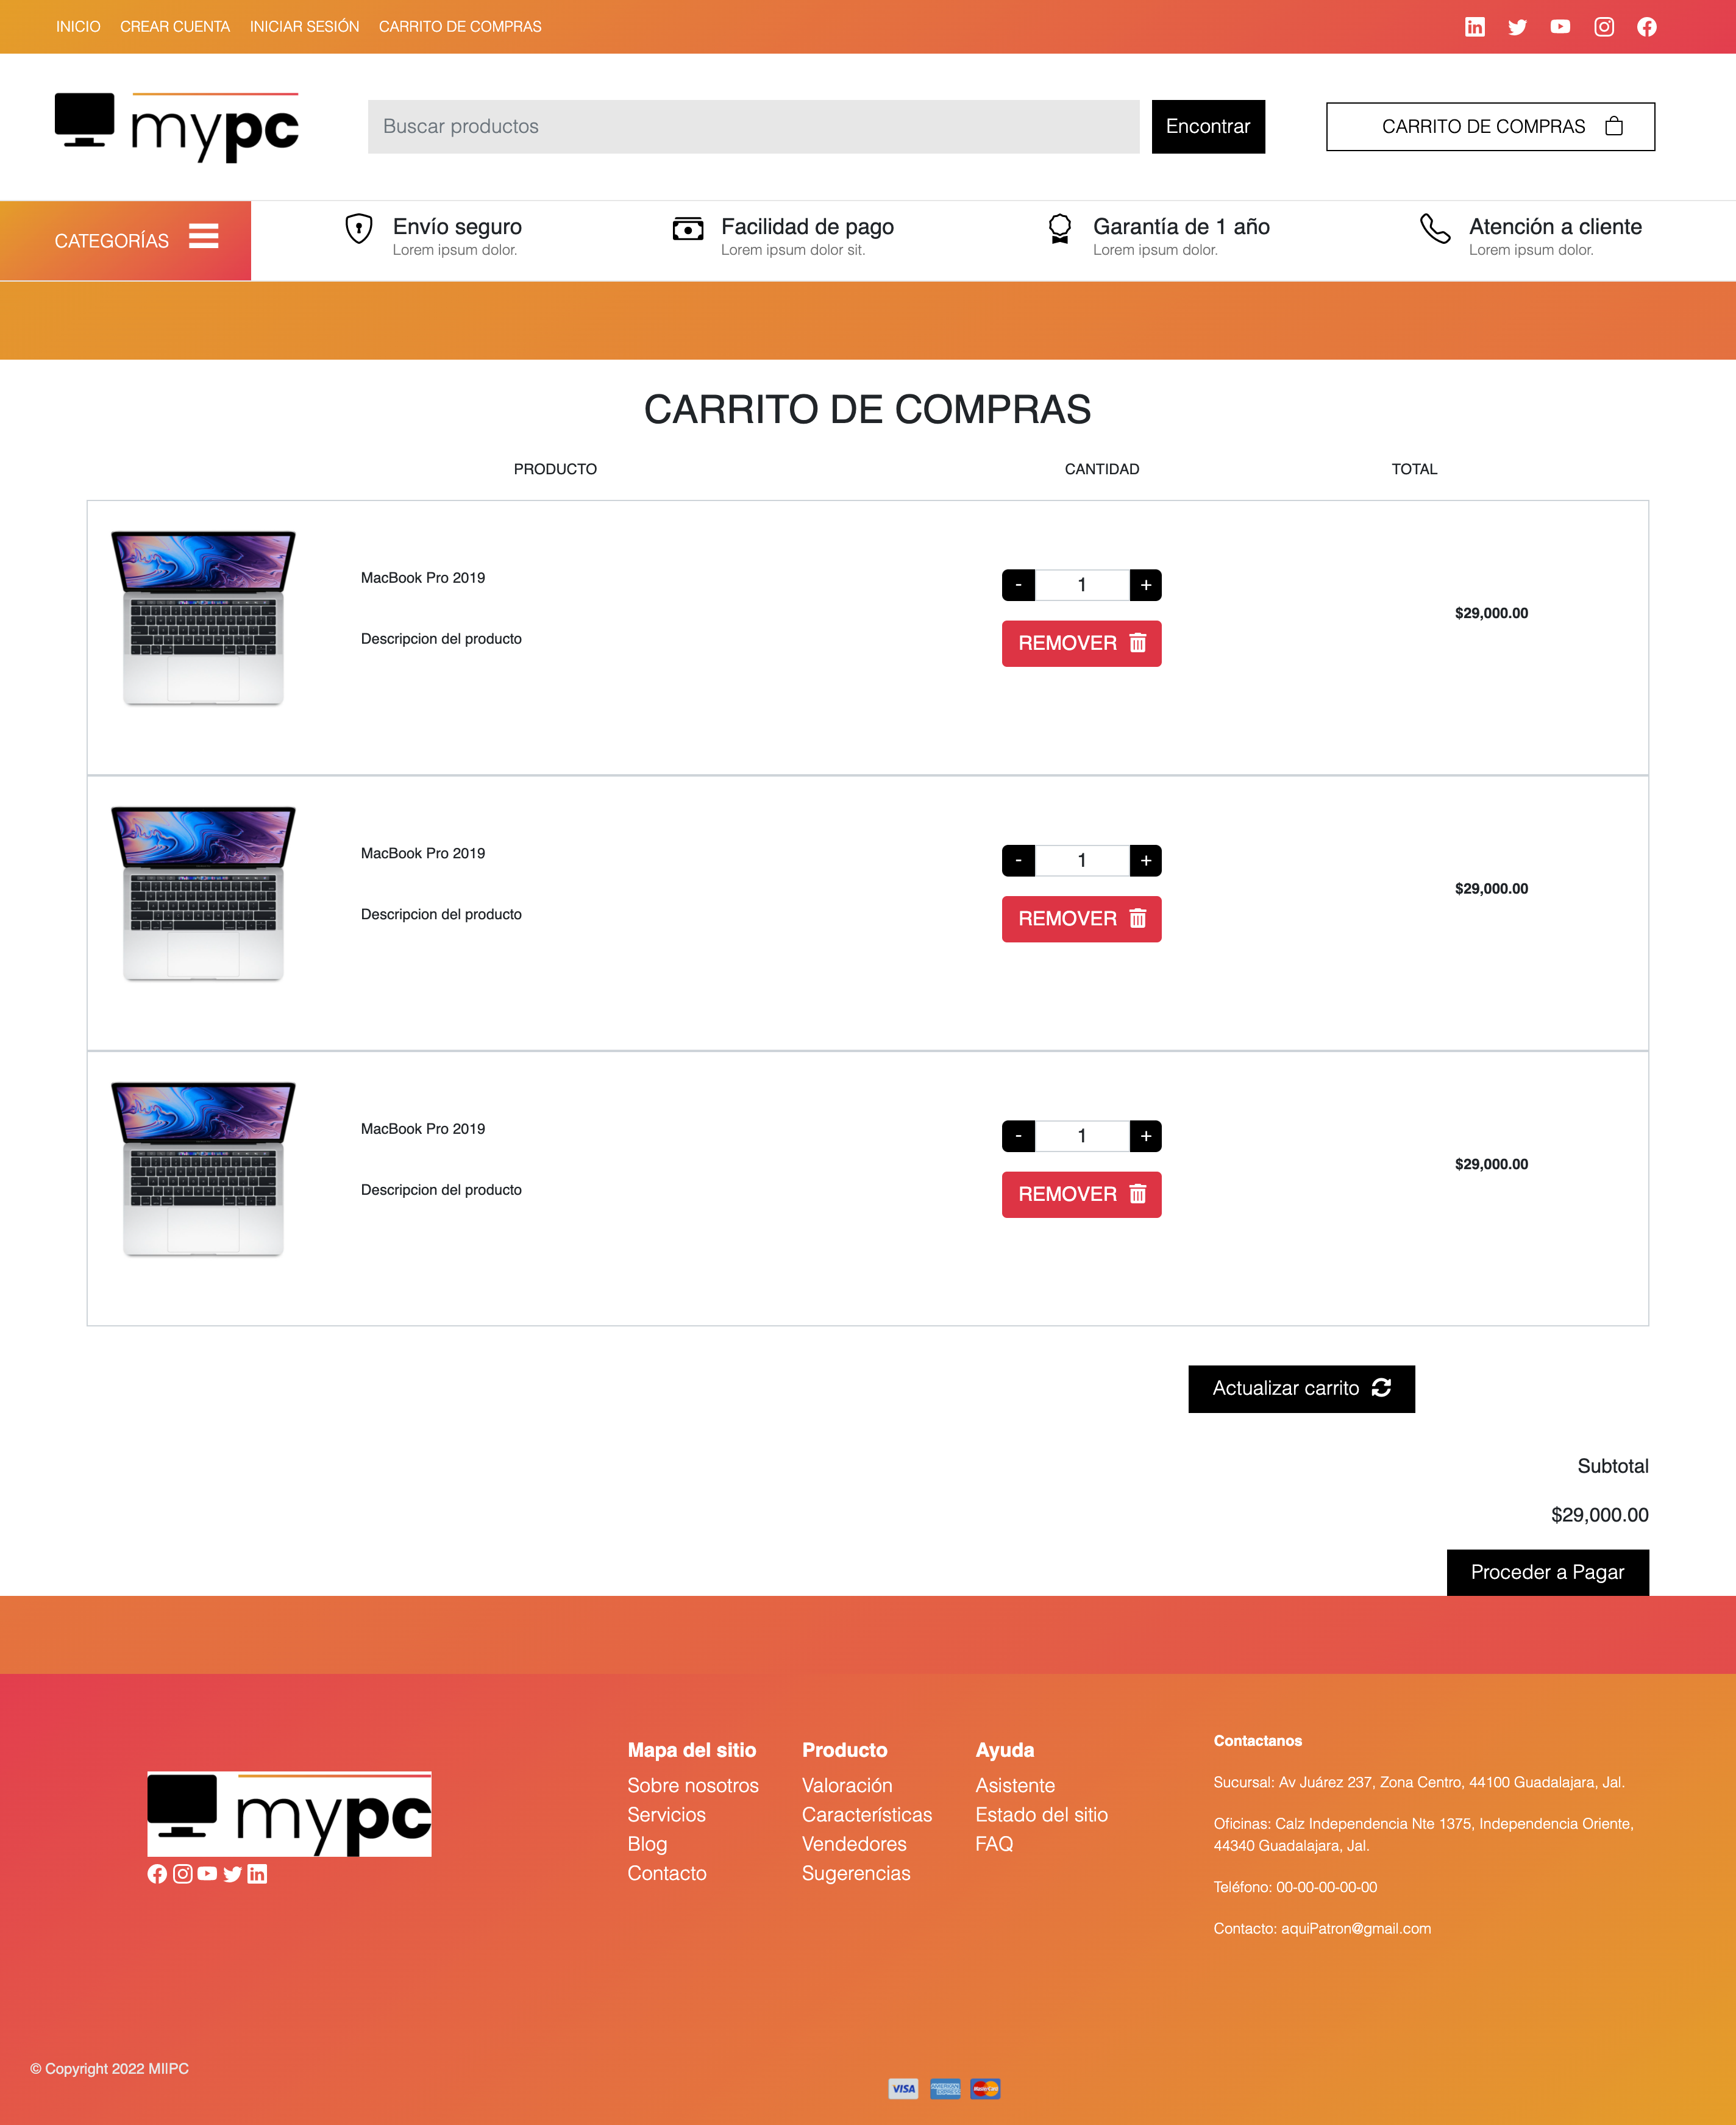 INICIO CREAR CUENTA INICIAR SESIÓN CARRITO DE COMPRAS
mypc
Buscar productos
Encontrar
CARRITO DE COMPRAS
CATEGORÍAS
Envío seguro
Lorem ipsum dolor.
Facilidad de pago
Lorem ipsum dolor sit.
Garantía de 1 año
Lorem ipsum dolor.
Atención a cliente
Lorem ipsum dolor.
CARRITO DE COMPRAS
PRODUCTO CANTIDAD TOTAL
MacBook Pro 2019
Descripcion del producto
- 1 +
REMOVER
$29,000.00
MacBook Pro 2019
Descripcion del producto
- 1 +
REMOVER
$29,000.00
MacBook Pro 2019
Descripcion del producto
- 1 +
REMOVER
$29,000.00
Actualizar carrito
Subtotal
$29,000.00
Proceder a Pagar
mypc
Mapa del sitio
Sobre nosotros
Servicios
Blog
Contacto
Producto
Valoración
Características
Vendedores
Sugerencias
Ayuda
Asistente
Estado del sitio
FAQ
Contactanos
Sucursal: Av Juárez 237, Zona Centro, 44100 Guadalajara, Jal.
Oficinas: Calz Independencia Nte 1375, Independencia Oriente,
44340 Guadalajara, Jal.
Teléfono: 00-00-00-00-00
Contacto: aquiPatron@gmail.com
© Copyright 2022 MIIPC
VISA
AMERICAN EXPRESS
MasterCard